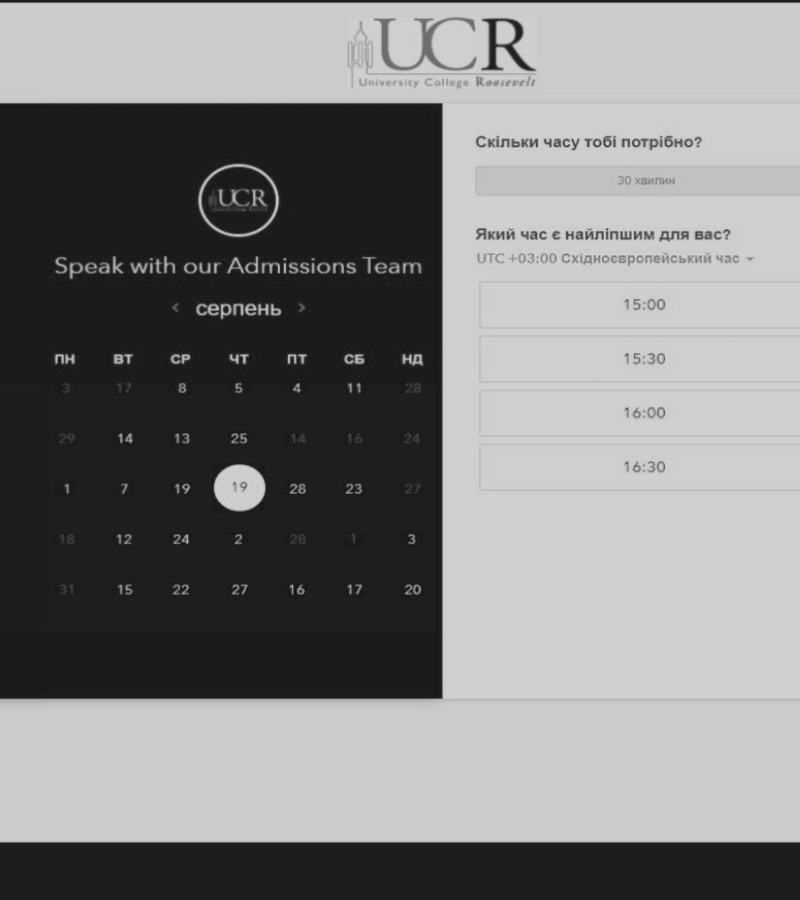 UCR
University College Roosevelt
UCR
Speak with our Admissions Team
< серпень >
ПН ВТ СР ЧТ ПТ СБ НД
3 17 8 5 4 11 28
29 14 13 25 14 16 24
1 7 19 19 28 23 27
18 12 24 2 28 1 3
31 15 22 27 16 17 20
Скільки часу тобі потрібно?
30 хвилин
Який час є найліпшим для вас?
UTC +03:00 Східноєвропейський час
15:00
15:30
16:00
16:30